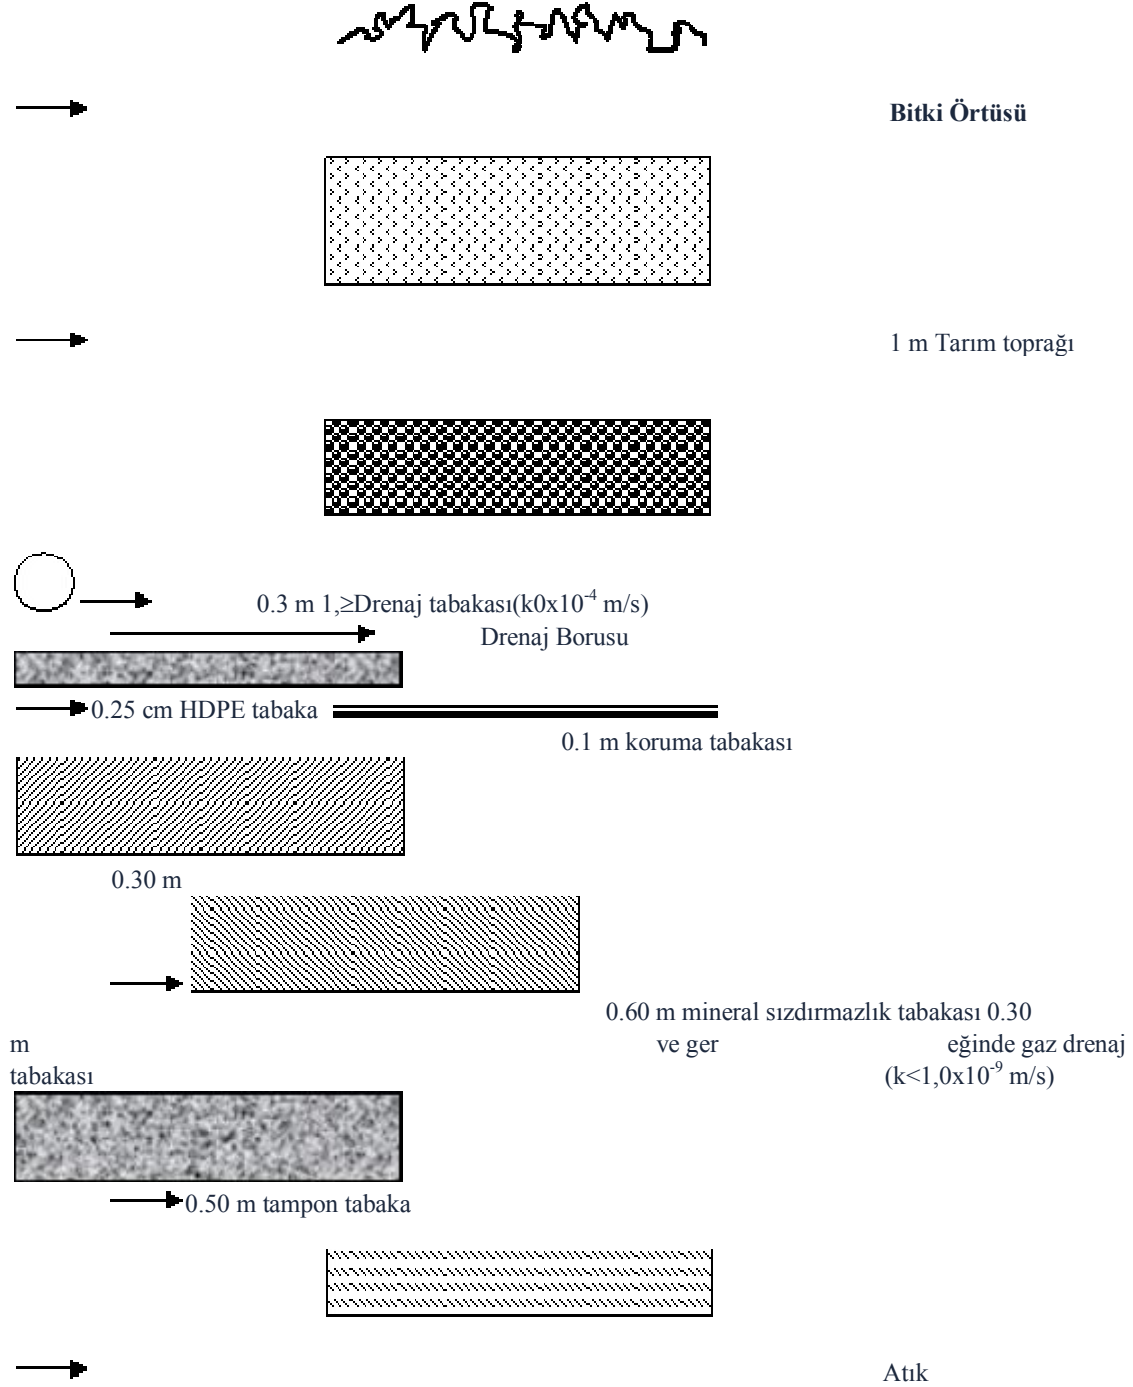 Bitki Örtüsü
1 m Tarım toprağı
0.3 m 1,≥Drenaj tabakası(k0x10⁻⁴ m/s)
Drenaj Borusu
0.25 cm HDPE tabaka
0.1 m koruma tabakası
0.30 m
0.60 m mineral sızdırmazlık tabakası 0.30
m ve ger eğinde gaz drenaj
tabakası (k<1,0x10⁻⁹ m/s)
0.50 m tampon tabaka
Atık